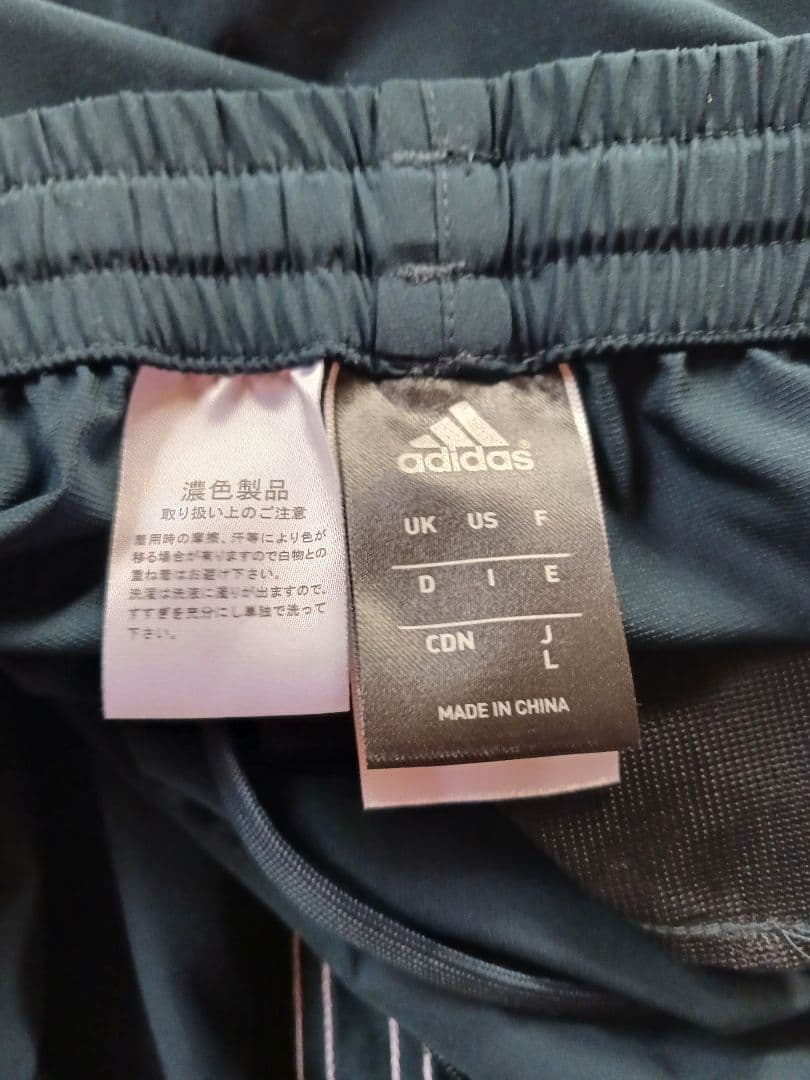 濃色製品
取り扱い上のご注意
着用時の摩擦、汗等により色が
移る場合が有りますので白物との
重ね着はお避け下さい。
洗濯は洗液に濁りが出ますので、
すすぎを充分にし単独で洗って
下さい。
adidas®
UK US F
D I E
CDN J
L
MADE IN CHINA